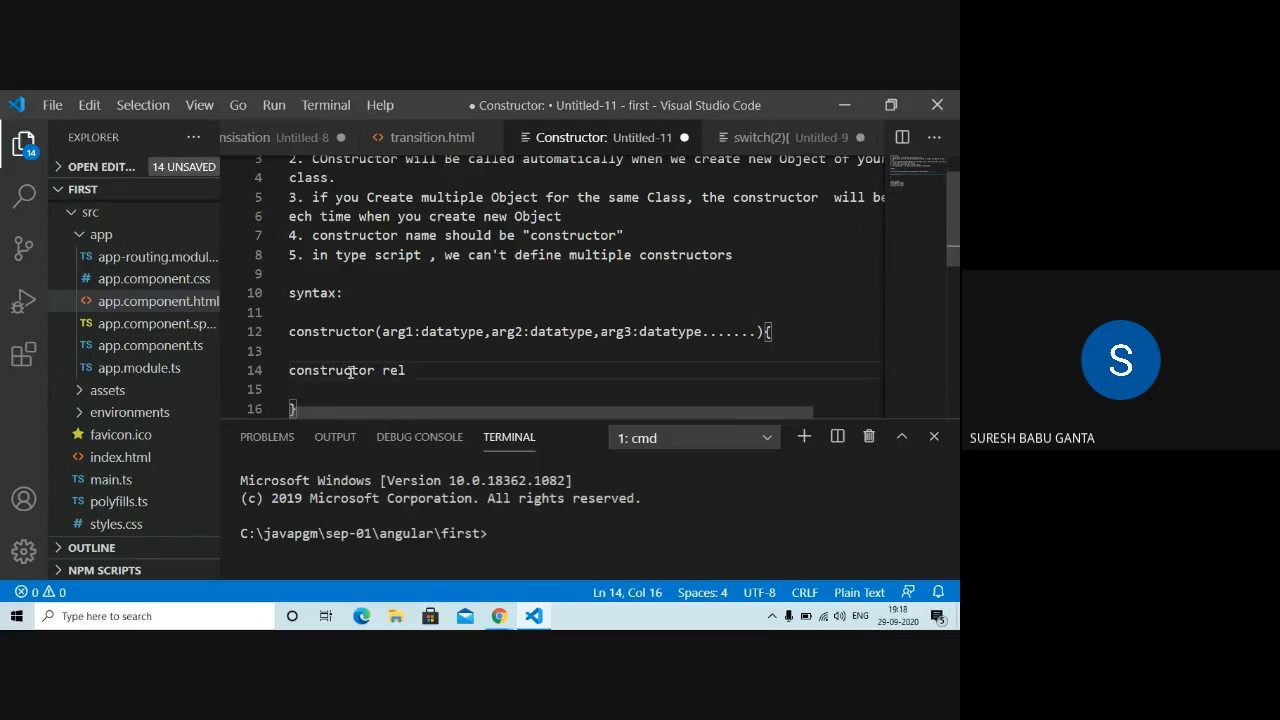 File Edit Selection View Go Run Terminal Help
● Constructor: • Untitled-11 - first - Visual Studio Code
EXPLORER
nsisation Untitled-8 transition.html Constructor: Untitled-11 switch(2){ Untitled-9
14
OPEN EDIT... 14 UNSAVED
FIRST
src
app
app-routing.modul...
app.component.css
app.component.html
app.component.sp...
app.component.ts
app.module.ts
assets
environments
favicon.ico
index.html
main.ts
polyfills.ts
styles.css
OUTLINE
NPM SCRIPTS
3 2. COnstructor will Be called automatically when we create new Object of your
4 class.
5 3. if you Create multiple Object for the same Class, the constructor will be
6 ech time when you create new Object
7 4. constructor name should be "constructor"
8 5. in type script , we can't define multiple constructors
9
10 syntax:
11
12 constructor(arg1:datatype,arg2:datatype,arg3:datatype.......){
13
14 constructor rel
15
16 }
PROBLEMS OUTPUT DEBUG CONSOLE TERMINAL 1: cmd
Microsoft Windows [Version 10.0.18362.1082]
(c) 2019 Microsoft Corporation. All rights reserved.
C:\javapgm\sep-01\angular\first>
0 0 Ln 14, Col 16 Spaces: 4 UTF-8 CRLF Plain Text
Type here to search
ENG
19:18
29-09-2020
5
S
SURESH BABU GANTA